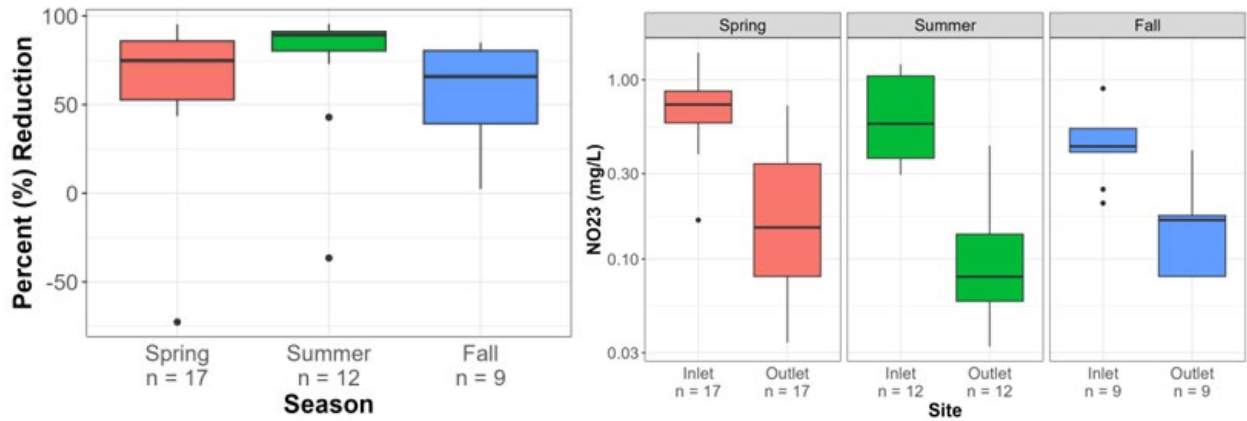 Percent (%) Reduction
100
50
0
-50
Spring
n = 17
Summer
n = 12
Fall
n = 9
Season
NO23 (mg/L)
1.00
0.30
0.10
0.03
Spring
Summer
Fall
Inlet
n = 17
Outlet
n = 17
Inlet
n = 12
Outlet
n = 12
Inlet
n = 9
Outlet
n = 9
Site